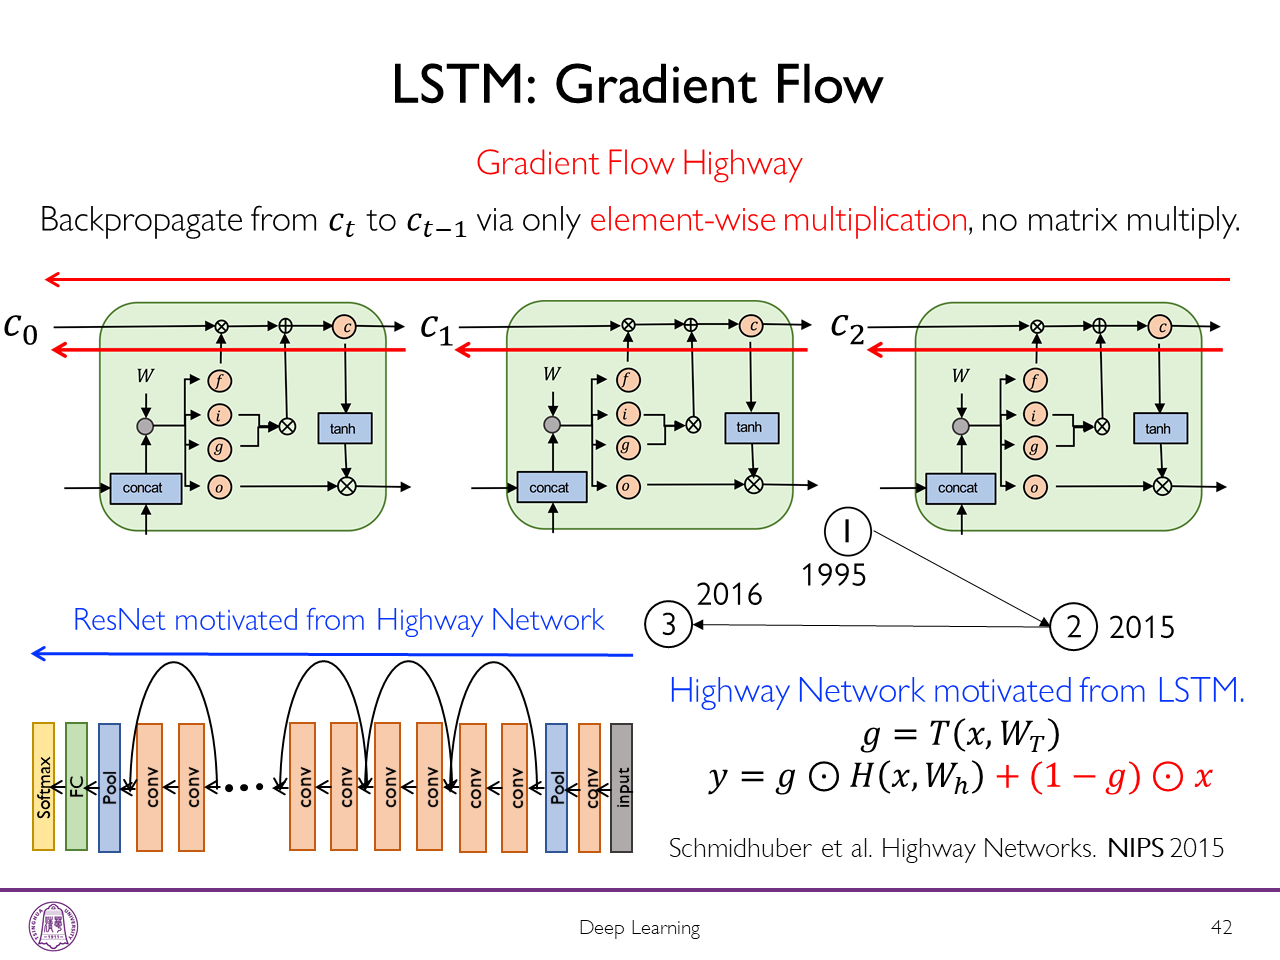 LSTM: Gradient Flow
Gradient Flow Highway
Backpropagate from c_t to c_{t−1} via only element-wise multiplication, no matrix multiply.
c_0
c
W
f
i
g
o
tanh
concat
c_1
c
W
f
i
g
o
tanh
concat
c_2
c
W
f
i
g
o
tanh
concat
1
1995
2016
3
2
2015
ResNet motivated from Highway Network
Softmax
FC
Pool
conv
conv
...
conv
conv
conv
conv
conv
conv
Pool
conv
input
Highway Network motivated from LSTM.
g = T(x, W_T)
y = g ⊙ H(x, W_h) + (1 − g) ⊙ x
Schmidhuber et al. Highway Networks. NIPS 2015
TSINGHUA UNIVERSITY
-1911-
Deep Learning
42